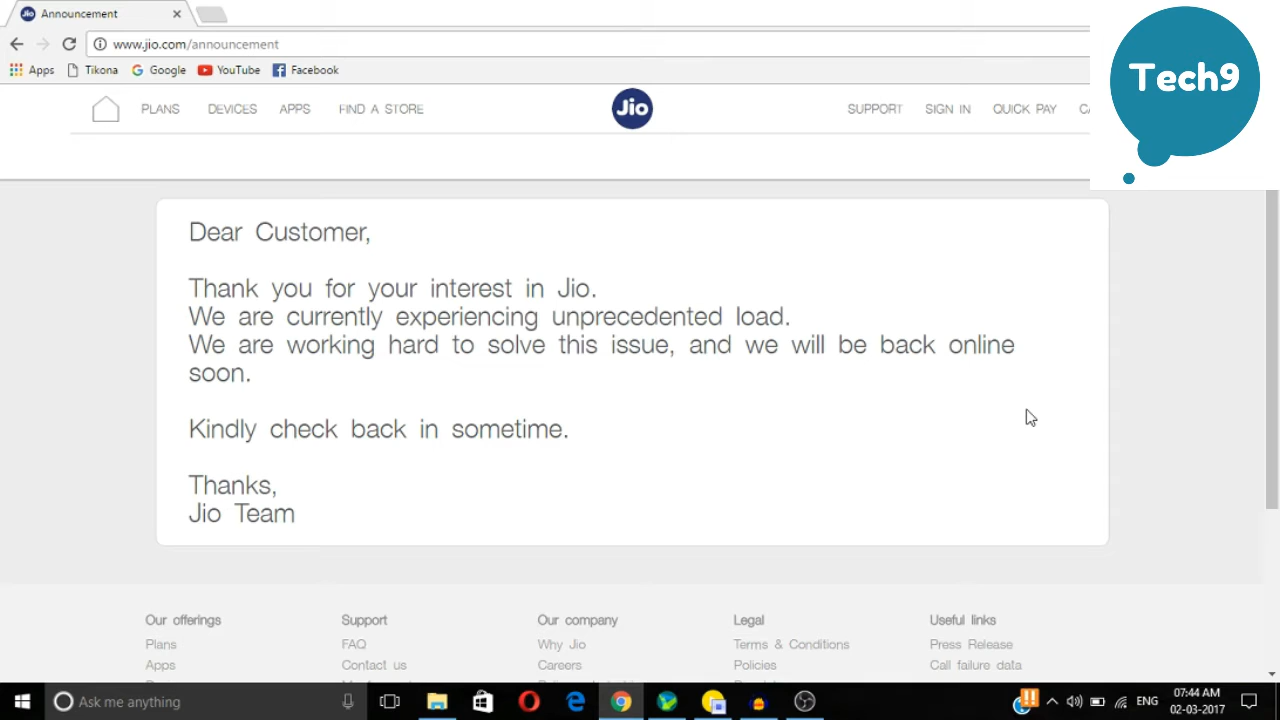 Jio Announcement
www.jio.com/announcement
Apps Tikona Google YouTube Facebook
Tech9
PLANS DEVICES APPS FIND A STORE Jio SUPPORT SIGN IN QUICK PAY
Dear Customer,
Thank you for your interest in Jio.
We are currently experiencing unprecedented load.
We are working hard to solve this issue, and we will be back online
soon.
Kindly check back in sometime.
Thanks,
Jio Team
Our offerings Support Our company Legal Useful links
Plans FAQ Why Jio Terms & Conditions Press Release
Apps Contact us Careers Policies Call failure data
Ask me anything ENG 07:44 AM
02-03-2017